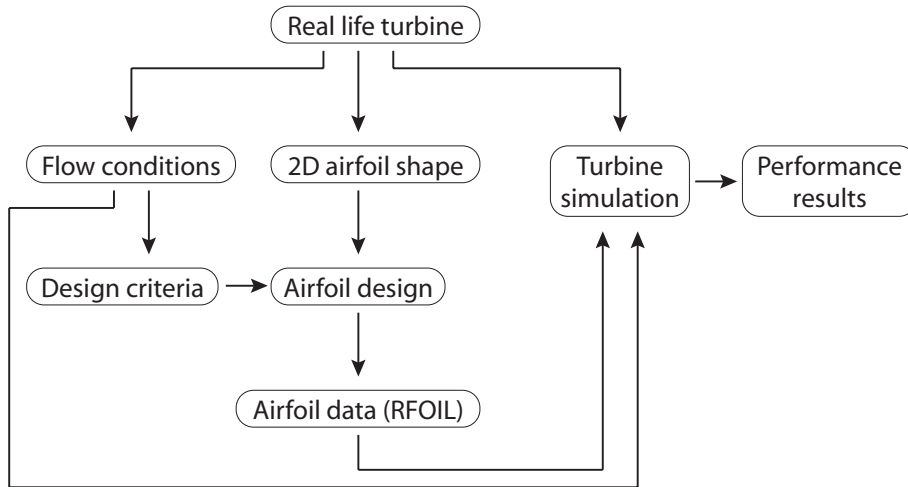 Real life turbine
Flow conditions
2D airfoil shape
Turbine
simulation
Performance
results
Design criteria
Airfoil design
Airfoil data (RFOIL)